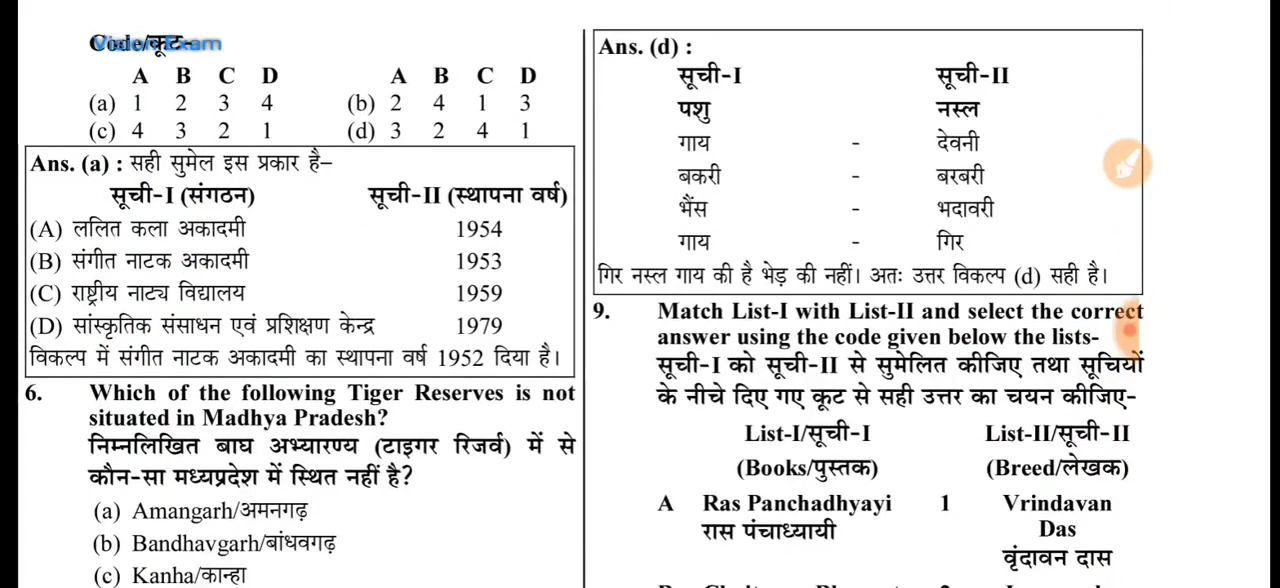 Code/कूट-
Vision Exam
A B C D A B C D
(a) 1 2 3 4 (b) 2 4 1 3
(c) 4 3 2 1 (d) 3 2 4 1
Ans. (a) : सही सुमेल इस प्रकार है–
सूची-I (संगठन) सूची-II (स्थापना वर्ष)
(A) ललित कला अकादमी 1954
(B) संगीत नाटक अकादमी 1953
(C) राष्ट्रीय नाट्य विद्यालय 1959
(D) सांस्कृतिक संसाधन एवं प्रशिक्षण केन्द्र 1979
विकल्प में संगीत नाटक अकादमी का स्थापना वर्ष 1952 दिया है।
6. Which of the following Tiger Reserves is not
situated in Madhya Pradesh?
निम्नलिखित बाघ अभ्यारण्य (टाइगर रिजर्व) में से
कौन-सा मध्यप्रदेश में स्थित नहीं है?
(a) Amangarh/अमनगढ़
(b) Bandhavgarh/बांधवगढ़
(c) Kanha/कान्हा
Ans. (d) :
सूची-I सूची-II
पशु नस्ल
गाय - देवनी
बकरी - बरबरी
भैंस - भदावरी
गाय - गिर
गिर नस्ल गाय की है भेड़ की नहीं। अतः उत्तर विकल्प (d) सही है।
9. Match List-I with List-II and select the correct
answer using the code given below the lists-
सूची-I को सूची-II से सुमेलित कीजिए तथा सूचियों
के नीचे दिए गए कूट से सही उत्तर का चयन कीजिए-
List-I/सूची-I List-II/सूची-II
(Books/पुस्तक) (Breed/लेखक)
A Ras Panchadhyayi 1 Vrindavan
रास पंचाध्यायी Das
वृंदावन दास